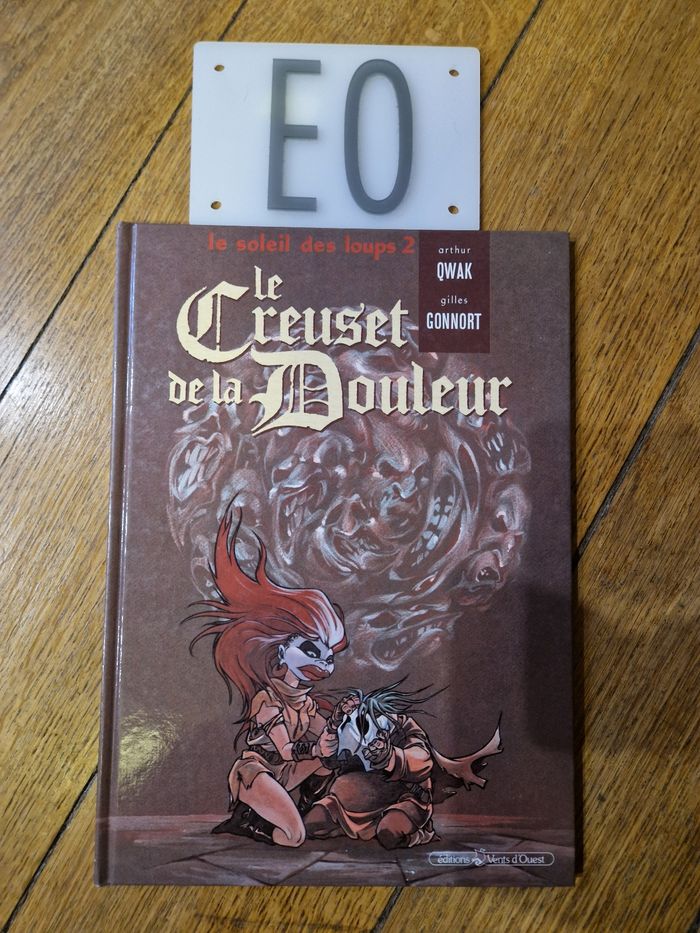 EO
le soleil des loups 2
arthur
QWAK
gilles
GONNORT
le
Creuset
de la Douleur
éditions Vents d'Ouest